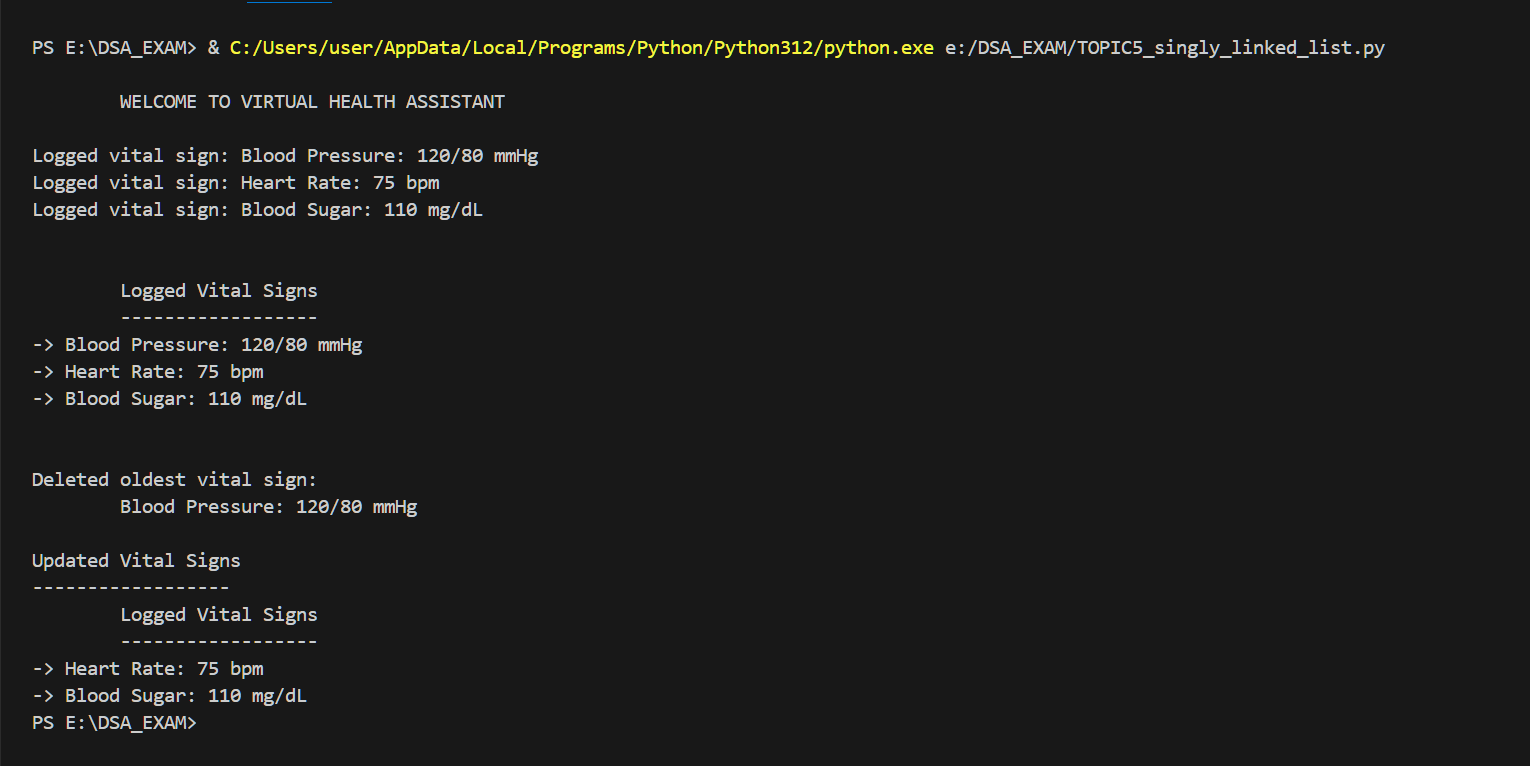 PS E:\DSA_EXAM> & C:/Users/user/AppData/Local/Programs/Python/Python312/python.exe e:/DSA_EXAM/TOPIC5_singly_linked_list.py
WELCOME TO VIRTUAL HEALTH ASSISTANT
Logged vital sign: Blood Pressure: 120/80 mmHg
Logged vital sign: Heart Rate: 75 bpm
Logged vital sign: Blood Sugar: 110 mg/dL
Logged Vital Signs
------------------
-> Blood Pressure: 120/80 mmHg
-> Heart Rate: 75 bpm
-> Blood Sugar: 110 mg/dL
Deleted oldest vital sign:
Blood Pressure: 120/80 mmHg
Updated Vital Signs
------------------
Logged Vital Signs
------------------
-> Heart Rate: 75 bpm
-> Blood Sugar: 110 mg/dL
PS E:\DSA_EXAM>